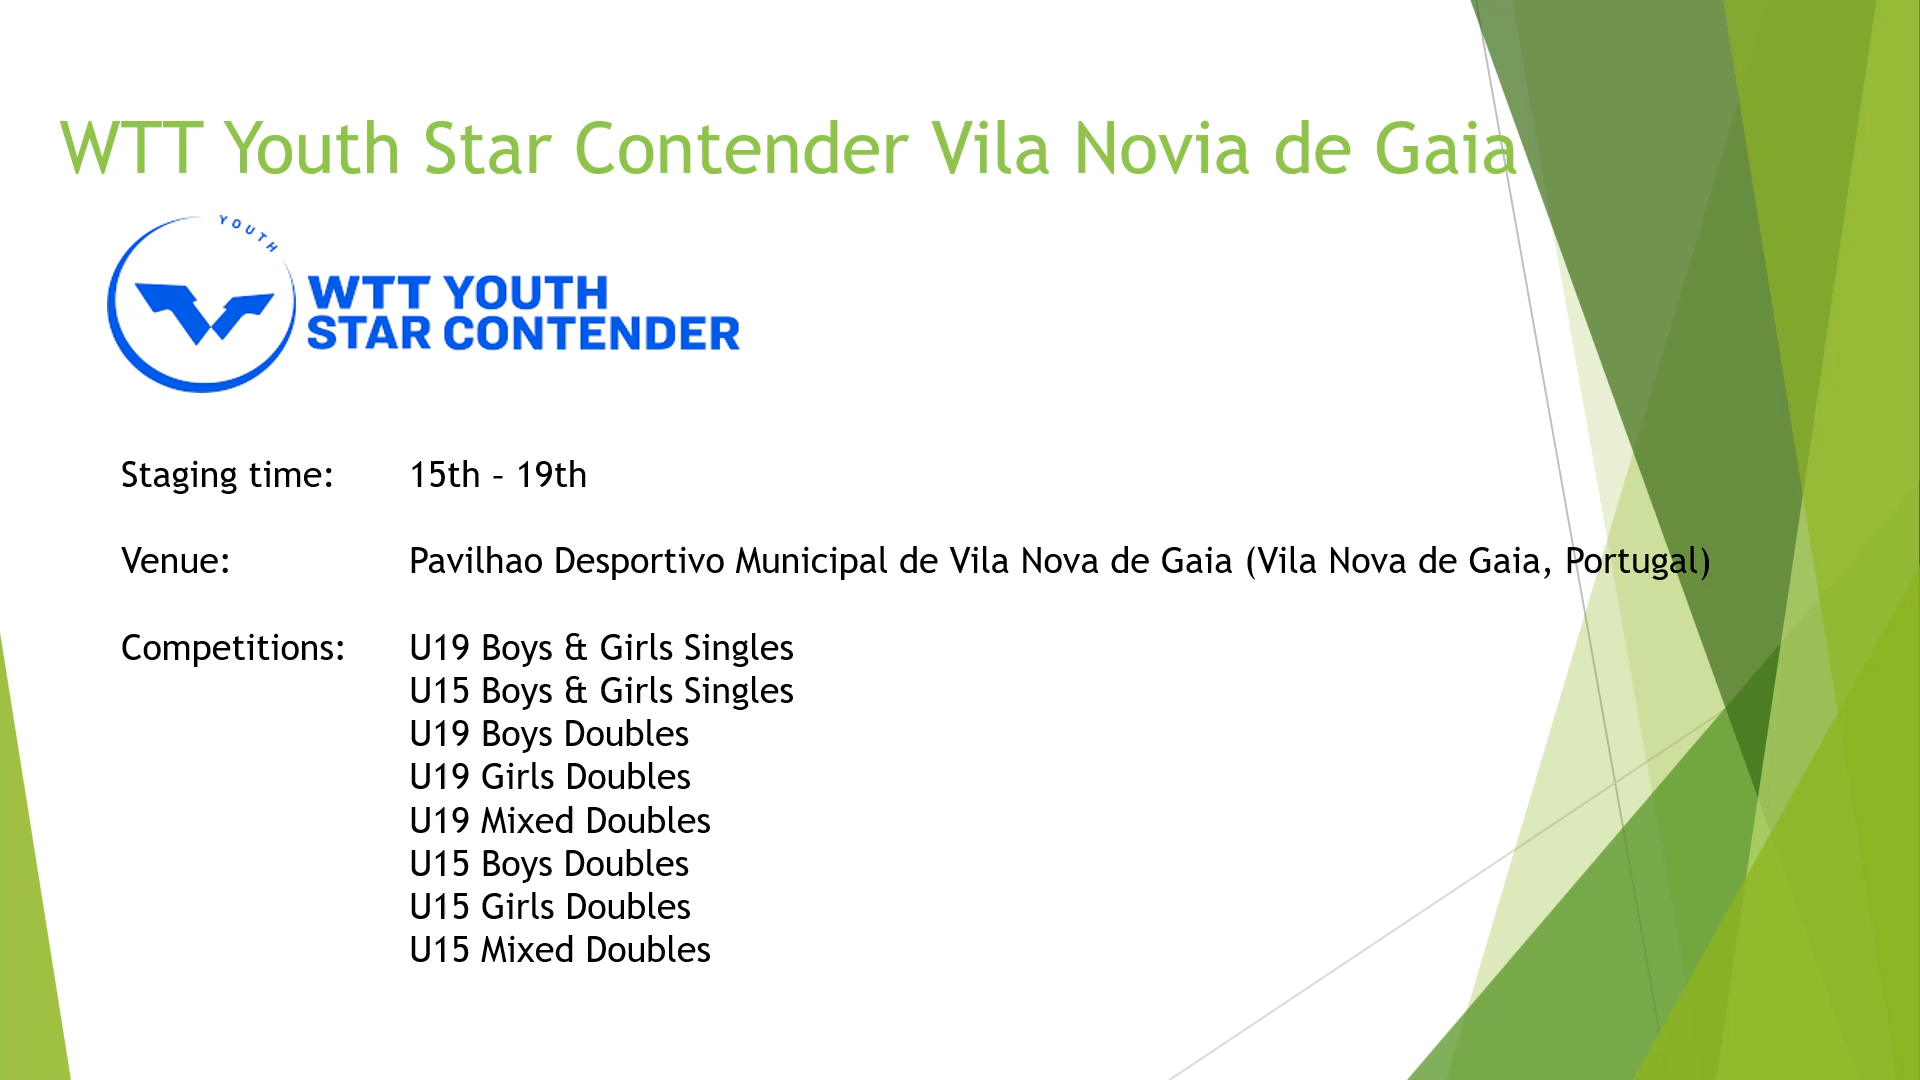 WTT Youth Star Contender Vila Novia de Gaia
YOUTH
WTT YOUTH
STAR CONTENDER
Staging time: 15th – 19th
Venue: Pavilhao Desportivo Municipal de Vila Nova de Gaia (Vila Nova de Gaia, Portugal)
Competitions: U19 Boys & Girls Singles
U15 Boys & Girls Singles
U19 Boys Doubles
U19 Girls Doubles
U19 Mixed Doubles
U15 Boys Doubles
U15 Girls Doubles
U15 Mixed Doubles